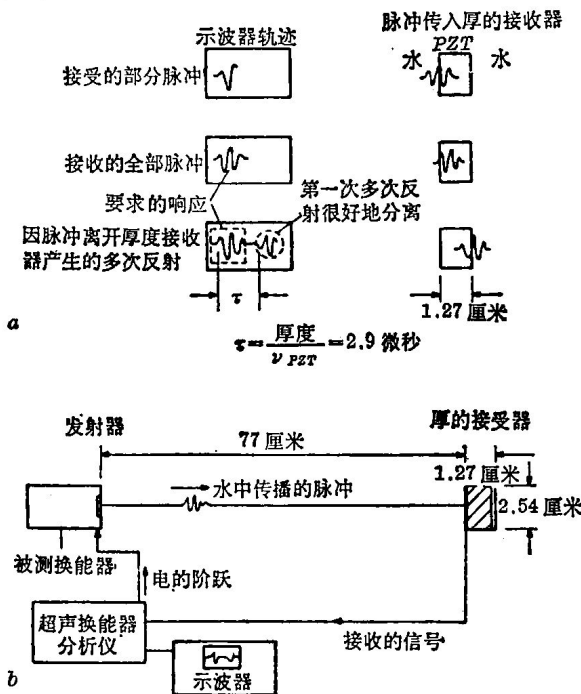 示波器轨迹
脉冲传入厚的接收器
PZT
水
水
接受的部分脉冲
接收的全部脉冲
要求的响应
第一次多次反
射很好地分离
因脉冲离开厚度接收
器产生的多次反射
τ
1.27 厘米
a
τ = 厚度 / ν PZT = 2.9 微秒
发射器
77 厘米
厚的接受器
1.27 厘米
水中传播的脉冲
2.54 厘米
被测换能器
电的阶跃
超声换能器
分析仪
接收的信号
示波器
b